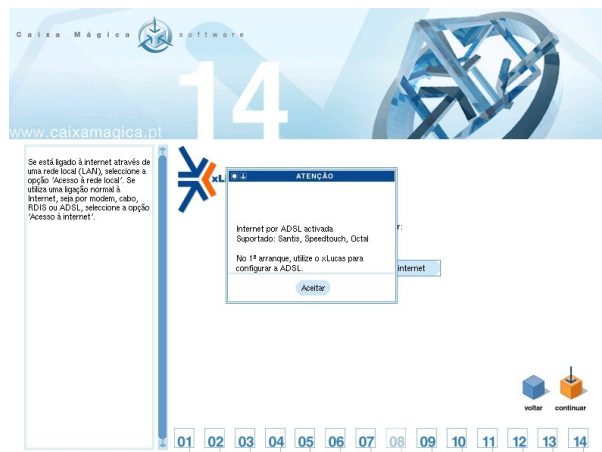 Caixa Mágica software
14
www.caixamagica.pt
Se está ligado à internet através de
uma rede local (LAN), seleccione a
opção 'Acesso à rede local'. Se
utiliza uma ligação normal à
Internet, seja por modem, cabo,
RDIS ou ADSL, seleccione a opção
'Acesso à internet'.
xL
ATENÇÃO
Internet por ADSL activada
Suportado: Santis, Speedtouch, Octal
No 1º arranque, utilize o xLucas para
configurar a ADSL.
Aceitar
r:
internet
voltar continuar
01 02 03 04 05 06 07 08 09 10 11 12 13 14